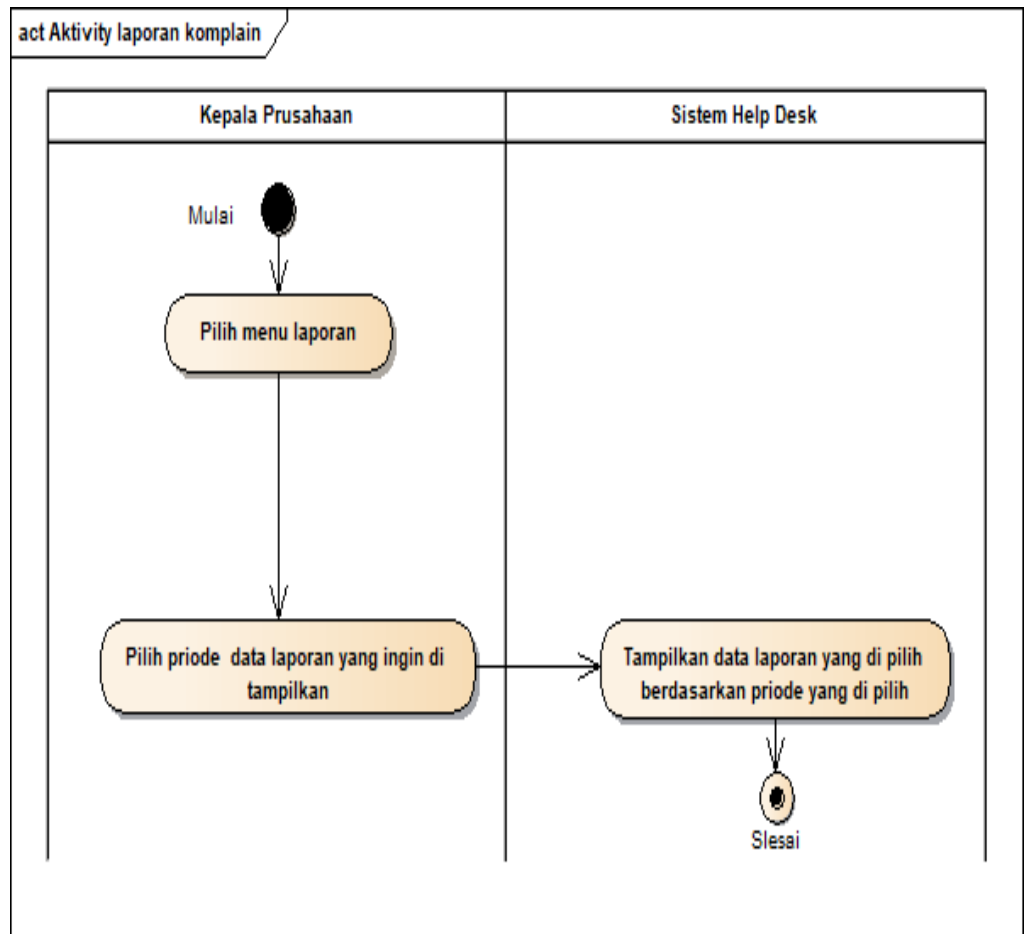 act Aktivity laporan komplain
Kepala Prusahaan
Sistem Help Desk
Mulai
Pilih menu laporan
Pilih priode data laporan yang ingin di
tampilkan
Tampilkan data laporan yang di pilih
berdasarkan priode yang di pilih
Slesai